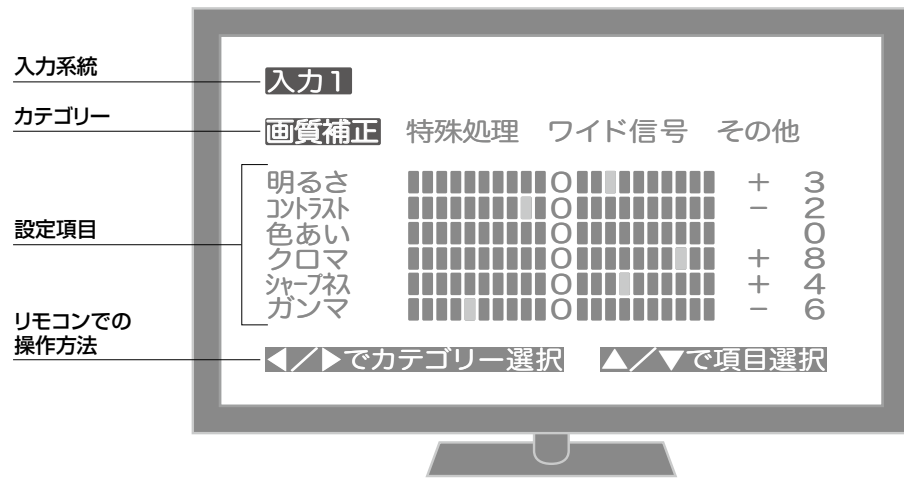 入力系統
入力1
カテゴリー
画質補正 特殊処理 ワイド信号 その他
設定項目
明るさ 0 + 3
コントラスト 0 − 2
色あい 0 0
クロマ 0 + 8
シャープネス 0 + 4
ガンマ 0 − 6
リモコンでの
操作方法
◀/▶でカテゴリー選択 ▲/▼で項目選択